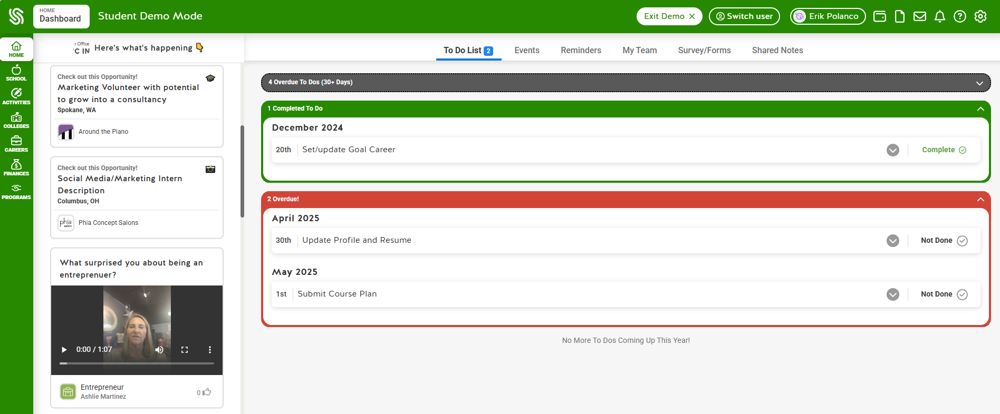 HOME
Dashboard
Student Demo Mode
Exit Demo ✕
Switch user
Erik Polanco
HOME
SCHOOL
ACTIVITIES
COLLEGES
CAREERS
FINANCES
PROGRAMS
Office
C IN
Here's what's happening 👇
Check out this Opportunity!
Marketing Volunteer with potential
to grow into a consultancy
Spokane, WA
Around the Piano
Check out this Opportunity!
Social Media/Marketing Intern
Description
Columbus, OH
phia
salon
Phia Concept Salons
What surprised you about being an
entreprenuer?
0:00 / 1:07
Entrepreneur
Ashlie Martinez
0
To Do List 2
Events
Reminders
My Team
Survey/Forms
Shared Notes
4 Overdue To Dos (30+ Days)
1 Completed To Do
December 2024
20th
Set/update Goal Career
Complete
2 Overdue!
April 2025
30th
Update Profile and Resume
Not Done
May 2025
1st
Submit Course Plan
Not Done
No More To Dos Coming Up This Year!